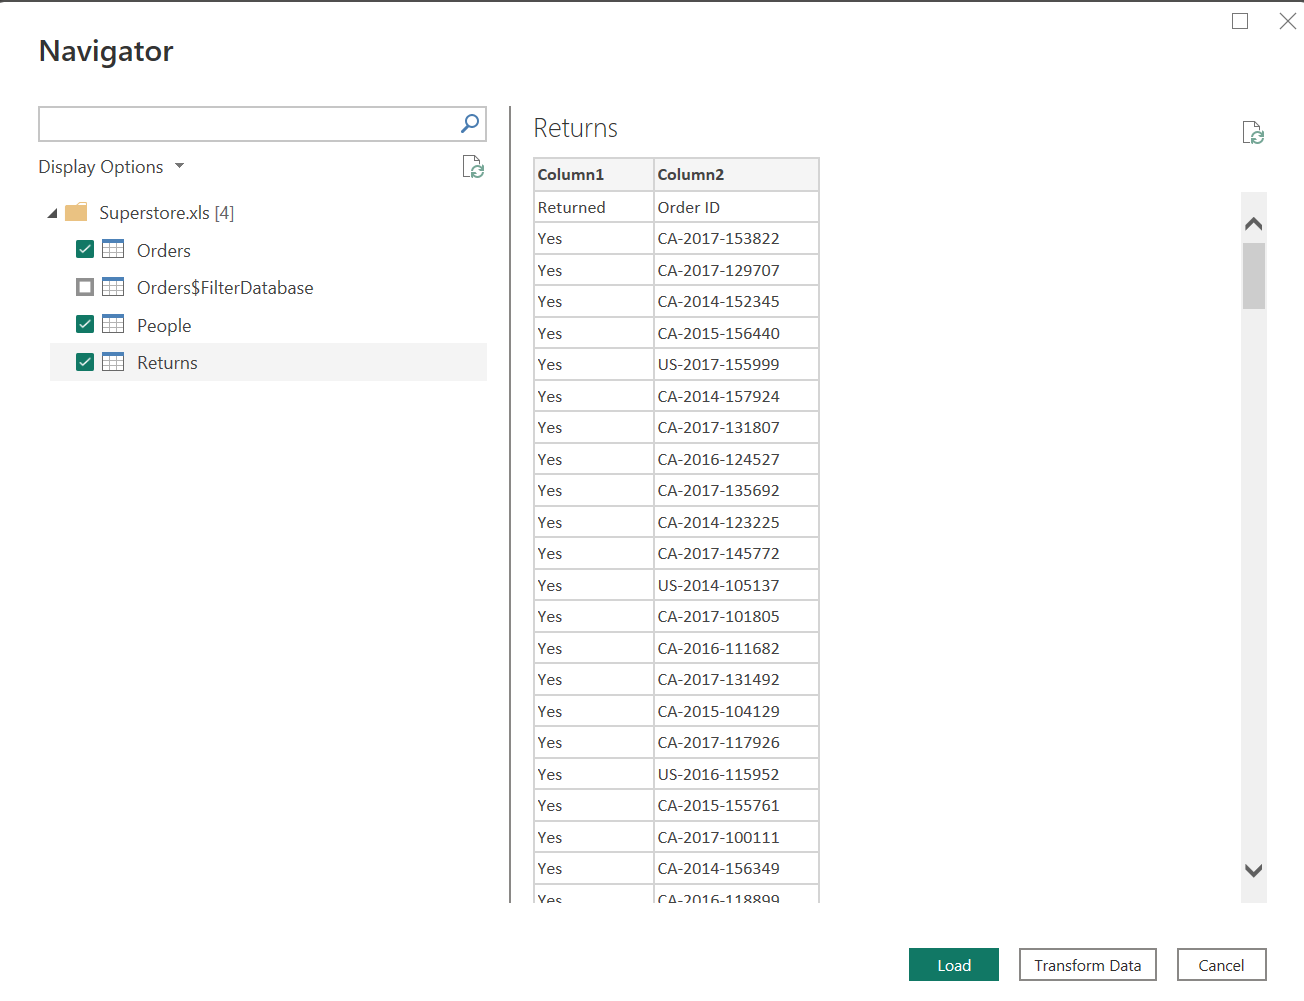 Navigator
Display Options
Superstore.xls [4]
Orders
Orders$FilterDatabase
People
Returns
Returns
Column1 Column2
Returned Order ID
Yes CA-2017-153822
Yes CA-2017-129707
Yes CA-2014-152345
Yes CA-2015-156440
Yes US-2017-155999
Yes CA-2014-157924
Yes CA-2017-131807
Yes CA-2016-124527
Yes CA-2017-135692
Yes CA-2014-123225
Yes CA-2017-145772
Yes US-2014-105137
Yes CA-2017-101805
Yes CA-2016-111682
Yes CA-2017-131492
Yes CA-2015-104129
Yes CA-2017-117926
Yes US-2016-115952
Yes CA-2015-155761
Yes CA-2017-100111
Yes CA-2014-156349
Yes CA-2016-118899
Load Transform Data Cancel